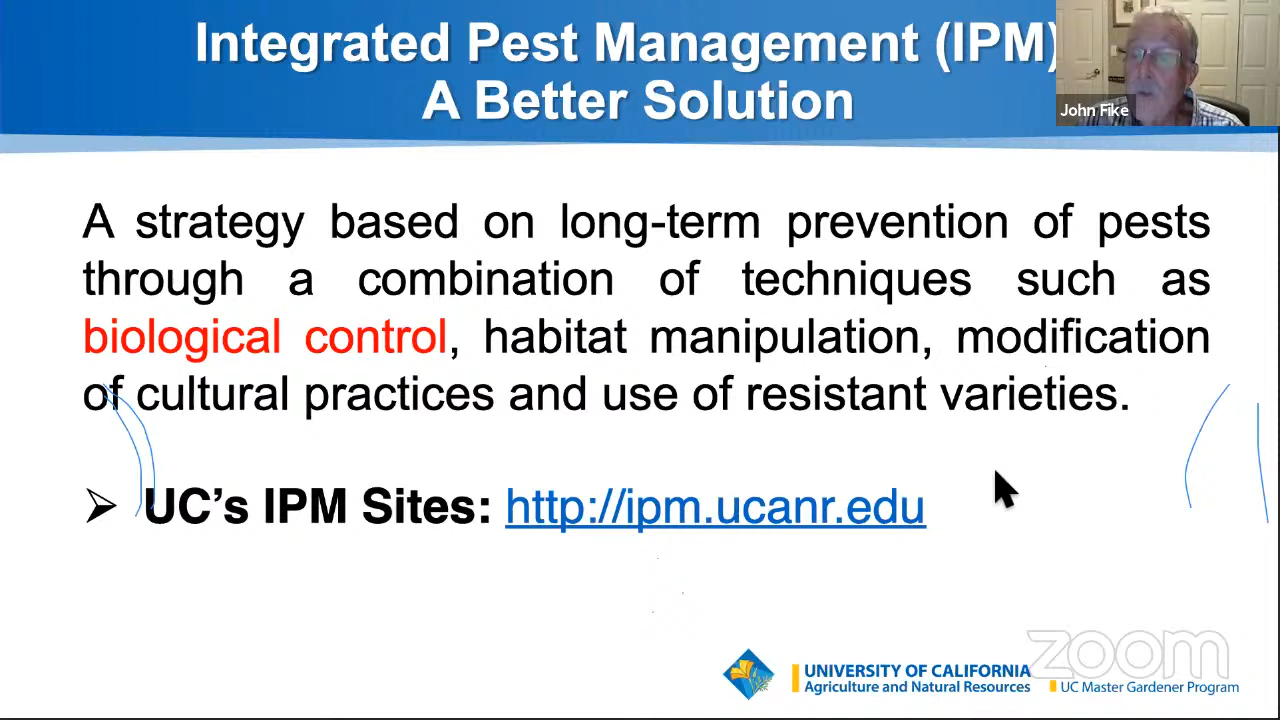 Integrated Pest Management (IPM)
A Better Solution
John Fike
A strategy based on long-term prevention of pests
through a combination of techniques such as
biological control, habitat manipulation, modification
of cultural practices and use of resistant varieties.
➢ UC’s IPM Sites: http://ipm.ucanr.edu
zoom
UNIVERSITY OF CALIFORNIA
Agriculture and Natural Resources
UC Master Gardener Program